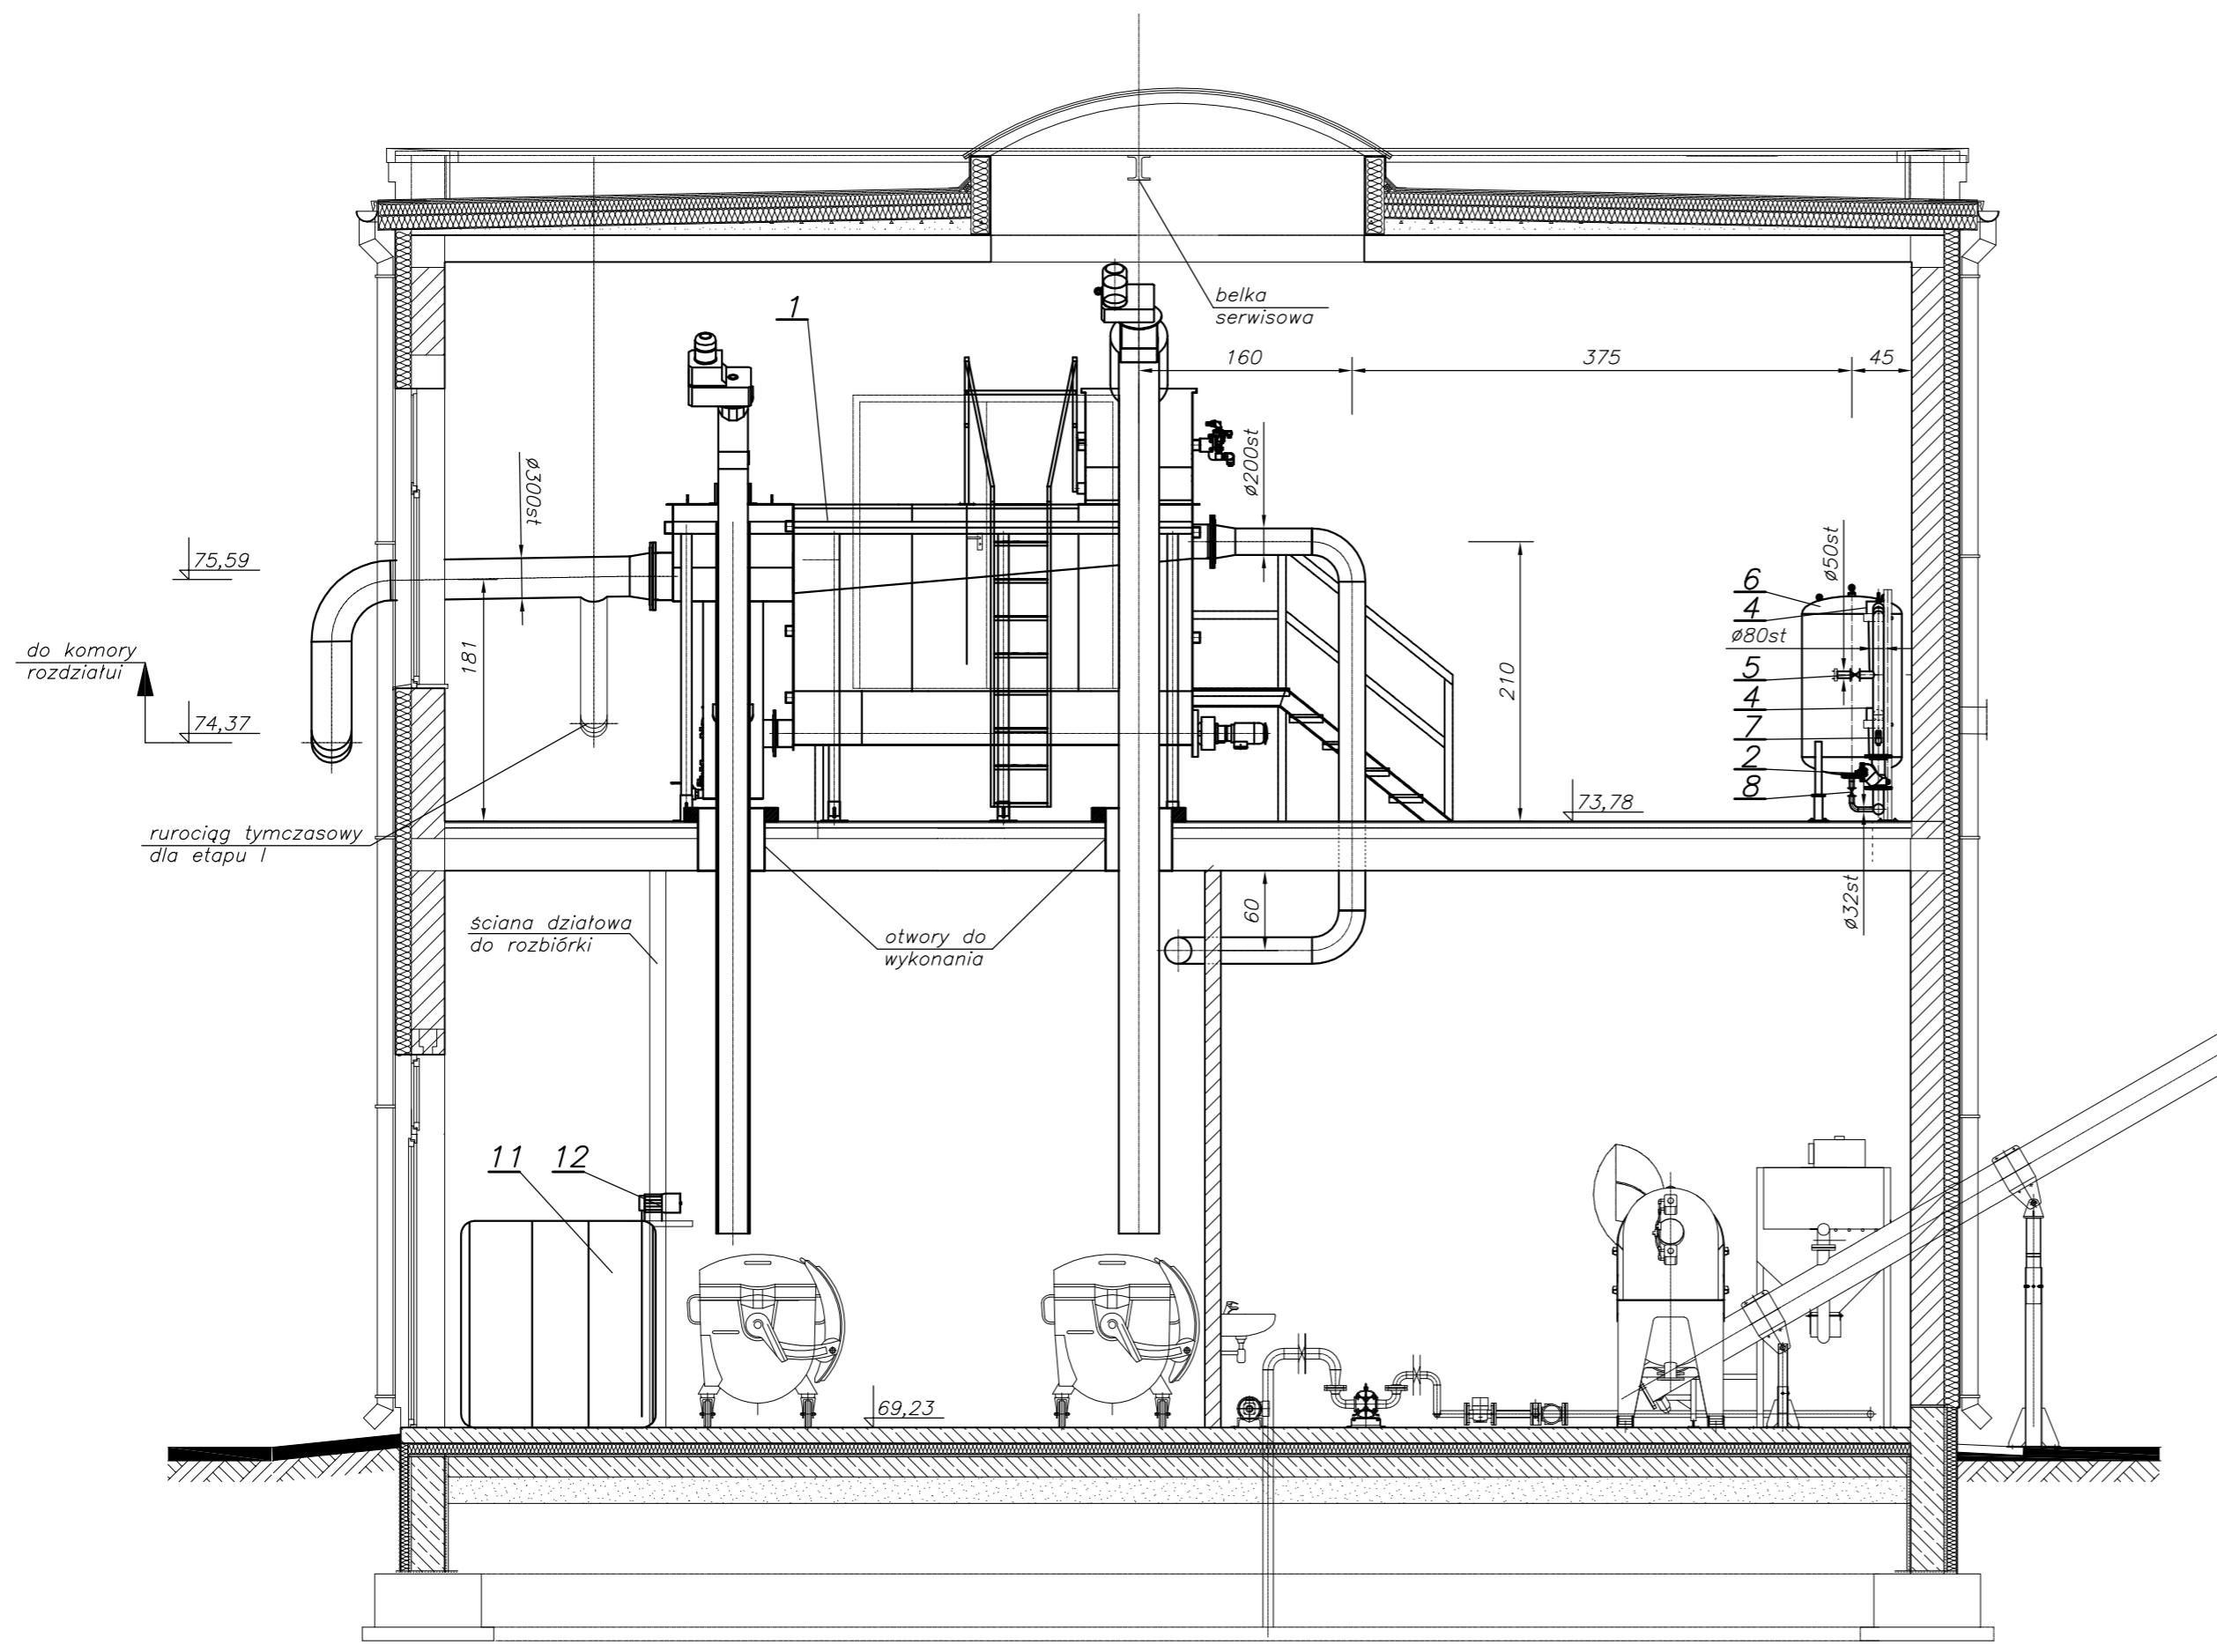 belka
serwisowa
1
160
375
45
ø300st
ø200st
75,59
ø50st
6
4
ø80st
do komory
rozdziatui
181
210
5
4
7
74,37
2
8
73,78
rurociąg tymczasowy
dla etapu I
ø32st
ściana działowa
do rozbiórki
60
otwory do
wykonania
11
12
69,23